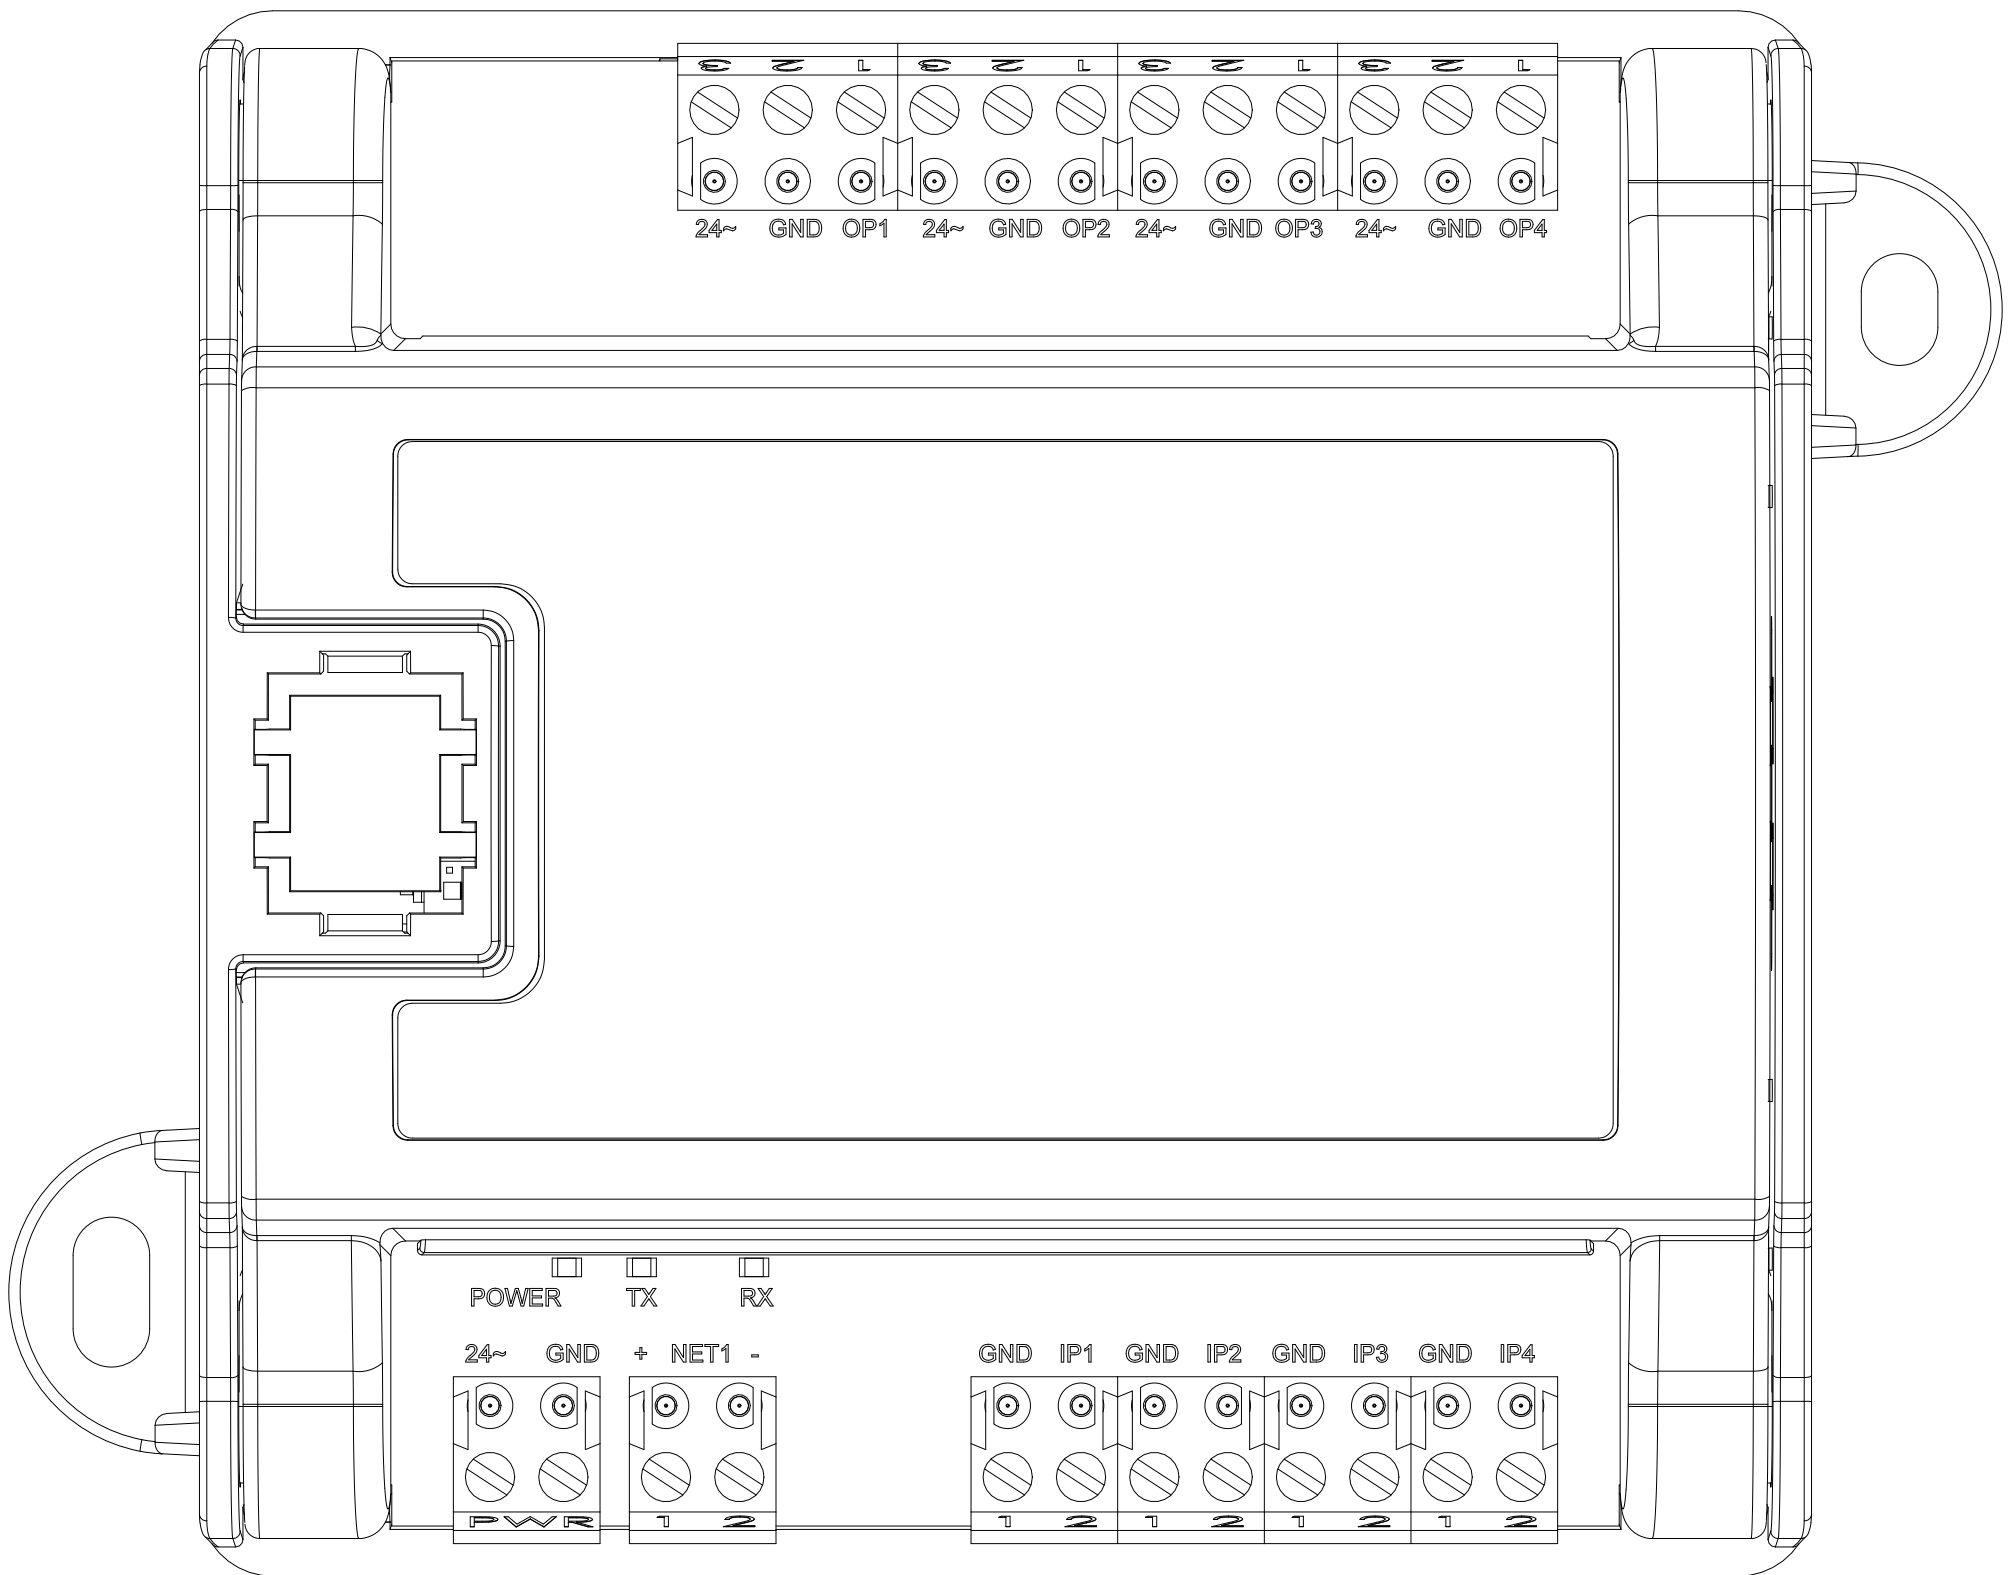 3 2 1 3 2 1 3 2 1 3 2 1
24~ GND OP1 24~ GND OP2 24~ GND OP3 24~ GND OP4
POWER TX RX
24~ GND + NET1 - GND IP1 GND IP2 GND IP3 GND IP4
PWR 1 2 1 2 1 2 1 2 1 2